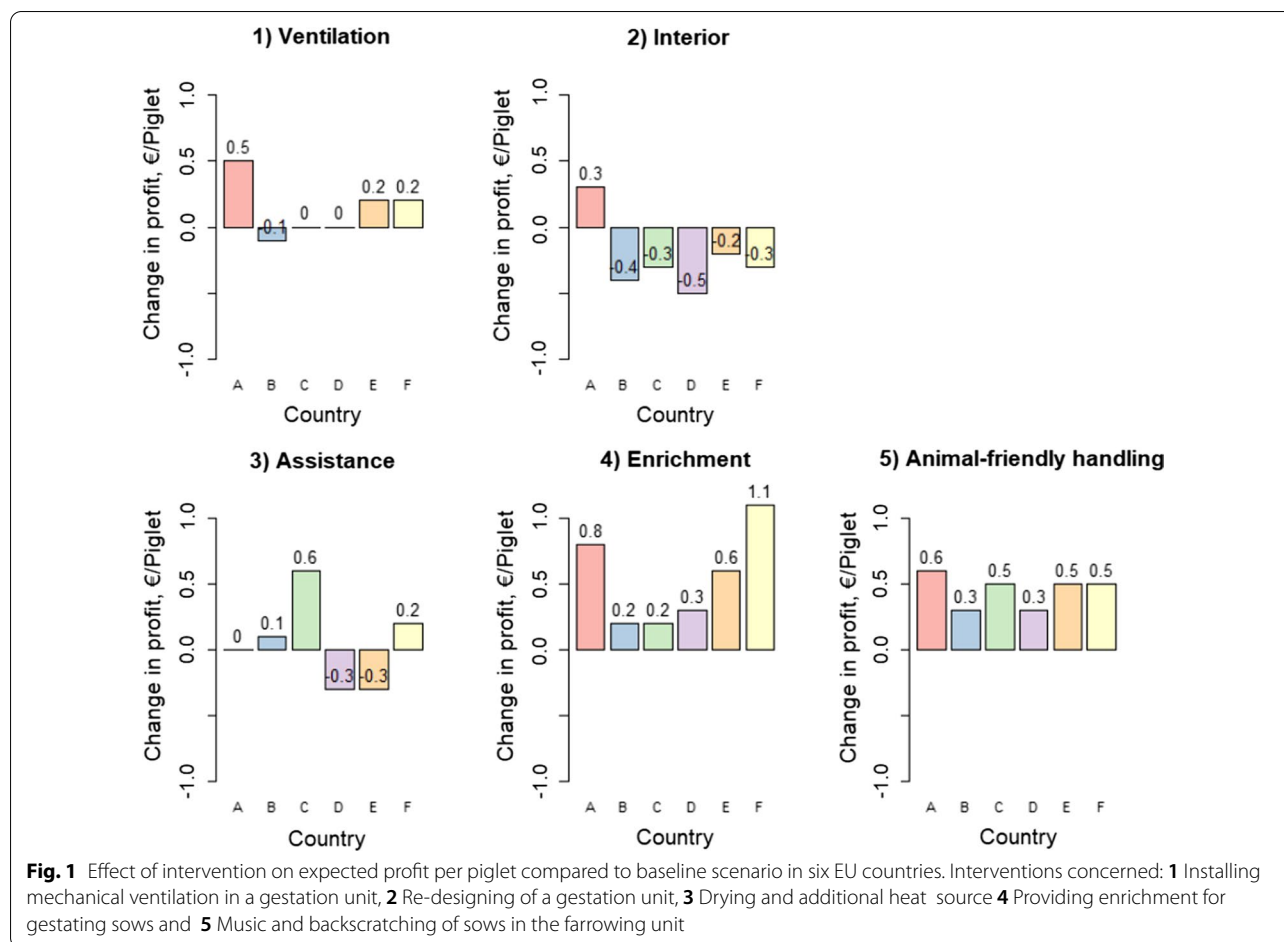 1) Ventilation
Change in profit, €/Piglet
1.0
0.5
0.0
-1.0
0.5
-0.1
0
0
0.2
0.2
A B C D E F
Country
2) Interior
Change in profit, €/Piglet
1.0
0.5
0.0
-1.0
0.3
-0.4
-0.3
-0.5
-0.2
-0.3
A B C D E F
Country
3) Assistance
Change in profit, €/Piglet
1.0
0.5
0.0
-1.0
0
0.1
0.6
-0.3
-0.3
0.2
A B C D E F
Country
4) Enrichment
Change in profit, €/Piglet
1.0
0.5
0.0
-1.0
0.8
0.2
0.2
0.3
0.6
1.1
A B C D E F
Country
5) Animal-friendly handling
Change in profit, €/Piglet
1.0
0.5
0.0
-1.0
0.6
0.3
0.5
0.3
0.5
0.5
A B C D E F
Country
Fig. 1 Effect of intervention on expected profit per piglet compared to baseline scenario in six EU countries. Interventions concerned: 1 Installing
mechanical ventilation in a gestation unit, 2 Re-designing of a gestation unit, 3 Drying and additional heat source 4 Providing enrichment for
gestating sows and 5 Music and backscratching of sows in the farrowing unit